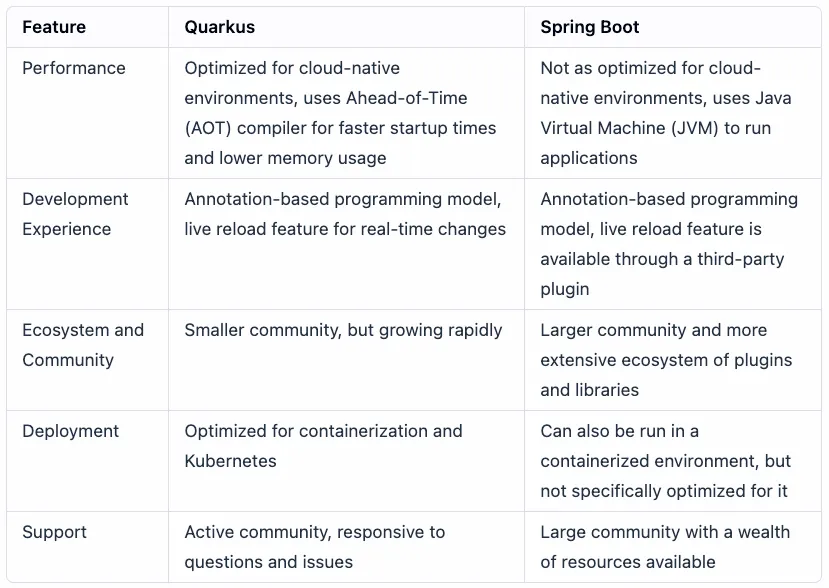 Feature
Quarkus
Spring Boot
Performance
Optimized for cloud-native
environments, uses Ahead-of-Time
(AOT) compiler for faster startup times
and lower memory usage
Not as optimized for cloud-
native environments, uses Java
Virtual Machine (JVM) to run
applications
Development
Experience
Annotation-based programming model,
live reload feature for real-time changes
Annotation-based programming
model, live reload feature is
available through a third-party
plugin
Ecosystem and
Community
Smaller community, but growing rapidly
Larger community and more
extensive ecosystem of plugins
and libraries
Deployment
Optimized for containerization and
Kubernetes
Can also be run in a
containerized environment, but
not specifically optimized for it
Support
Active community, responsive to
questions and issues
Large community with a wealth
of resources available